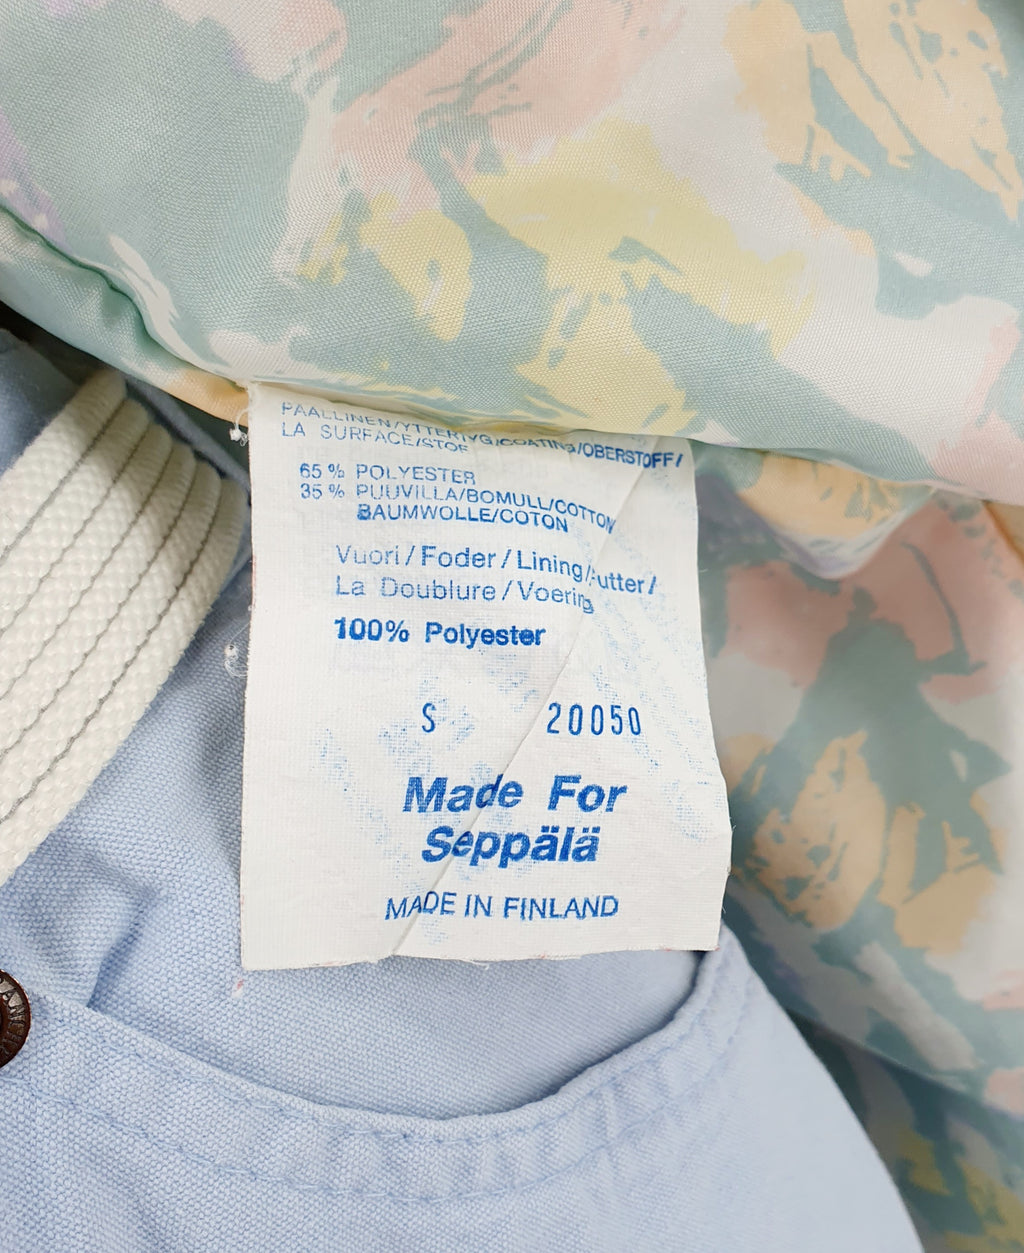 PAALLINEN/YTTERTYG/COATING/OBERSTOFF/
LA SURFACE/STOF
65% POLYESTER
35% PUUVILLA/BOMULL/COTTON
BAUMWOLLE/COTON
Vuori/Foder/Lining/Futter/
La Doublure/Voering
100% Polyester
S 20050
Made For
Seppälä
MADE IN FINLAND